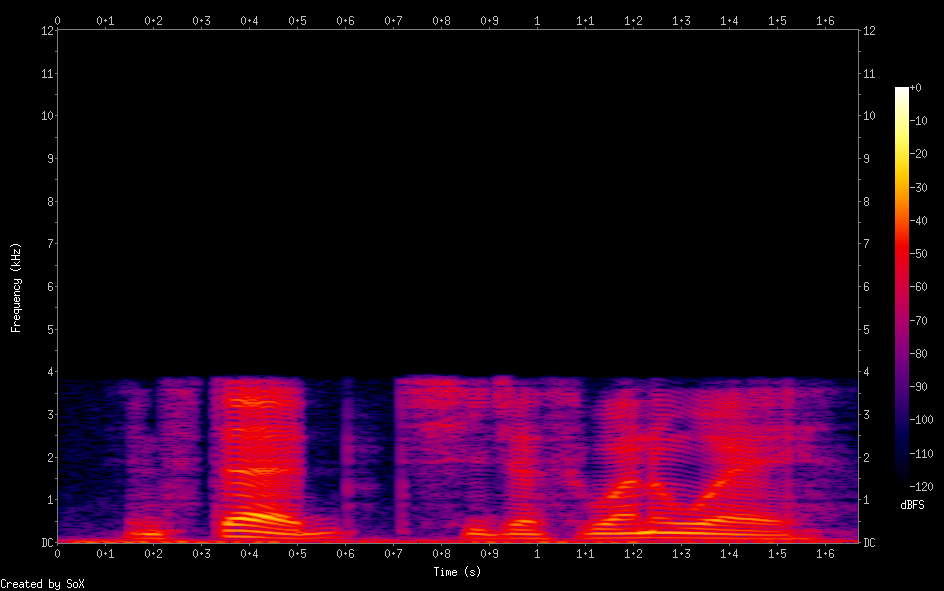 0 0+1 0+2 0+3 0+4 0+5 0+6 0+7 0+8 0+9 1 1+1 1+2 1+3 1+4 1+5 1+6
12 12
11 11 +0
10 10 -10
9 9 -20
8 8 -30
7 7 -40
Frequency (kHz)
6 6 -50
5 5 -60
4 4 -70
3 3 -80
2 2 -90
1 1 -100
DC DC -110
-120
dBFS
0 0+1 0+2 0+3 0+4 0+5 0+6 0+7 0+8 0+9 1 1+1 1+2 1+3 1+4 1+5 1+6
Time (s)
Created by SoX